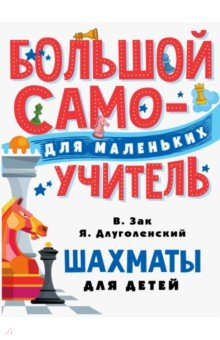 БОЛЬШОЙ
САМО-
ДЛЯ МАЛЕНЬКИХ
УЧИТЕЛЬ
В. Зак
Я. Длуголенский
ШАХМАТЫ
ДЛЯ ДЕТЕЙ